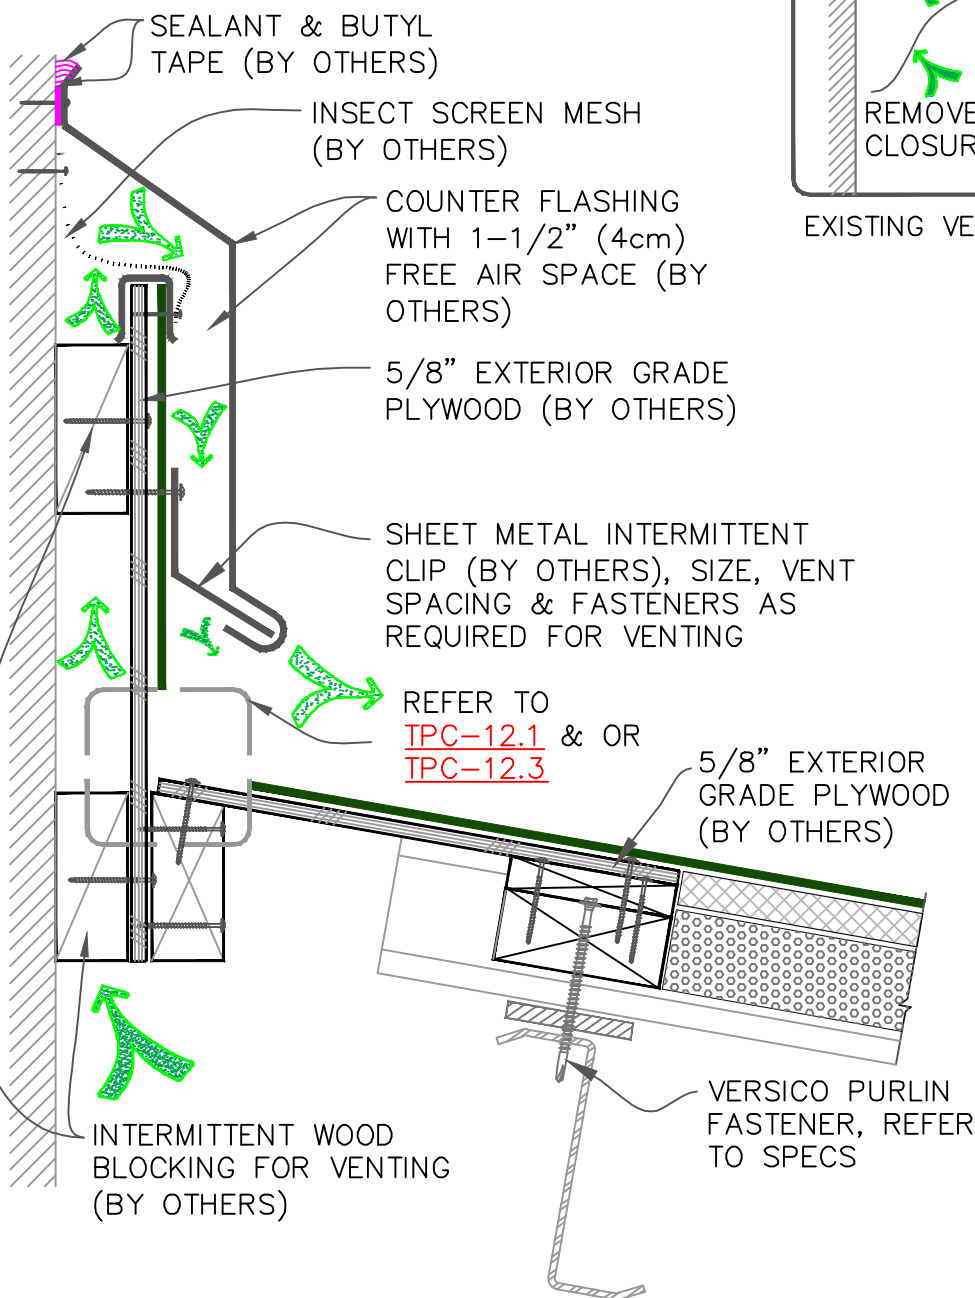 SEALANT & BUTYL
TAPE (BY OTHERS)
INSECT SCREEN MESH
(BY OTHERS)
REMOVE
CLOSUR
COUNTER FLASHING
WITH 1-1/2" (4cm)
FREE AIR SPACE (BY
OTHERS)
EXISTING VE
5/8" EXTERIOR GRADE
PLYWOOD (BY OTHERS)
SHEET METAL INTERMITTENT
CLIP (BY OTHERS), SIZE, VENT
SPACING & FASTENERS AS
REQUIRED FOR VENTING
REFER TO
TPC-12.1 & OR
TPC-12.3
5/8" EXTERIOR
GRADE PLYWOOD
(BY OTHERS)
VERSICO PURLIN
FASTENER, REFER
TO SPECS
INTERMITTENT WOOD
BLOCKING FOR VENTING
(BY OTHERS)